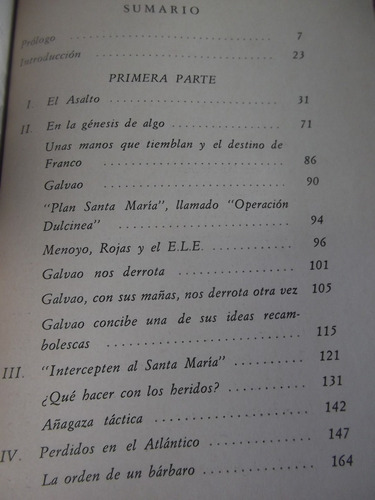 SUMARIO
Prólogo ........................ 7
Introducción .................. 23
PRIMERA PARTE
I. El Asalto ........................ 31
II. En la génesis de algo .................. 71
Unas manos que tiemblan y el destino de
Franco ........................ 86
Galvao ........................ 90
"Plan Santa María", llamado "Operación
Dulcinea" ........................ 94
Menoyo, Rojas y el E.L.E. ............ 96
Galvao nos derrota ............... 101
Galvao, con sus mañas, nos derrota otra vez 105
Galvao concibe una de sus ideas recam-
bolescas ........................ 115
III. "Intercepten al Santa María" ......... 121
¿Qué hacer con los heridos? ......... 131
Añagaza táctica .................. 142
IV. Perdidos en el Atlántico ............ 147
La orden de un bárbaro ............ 164